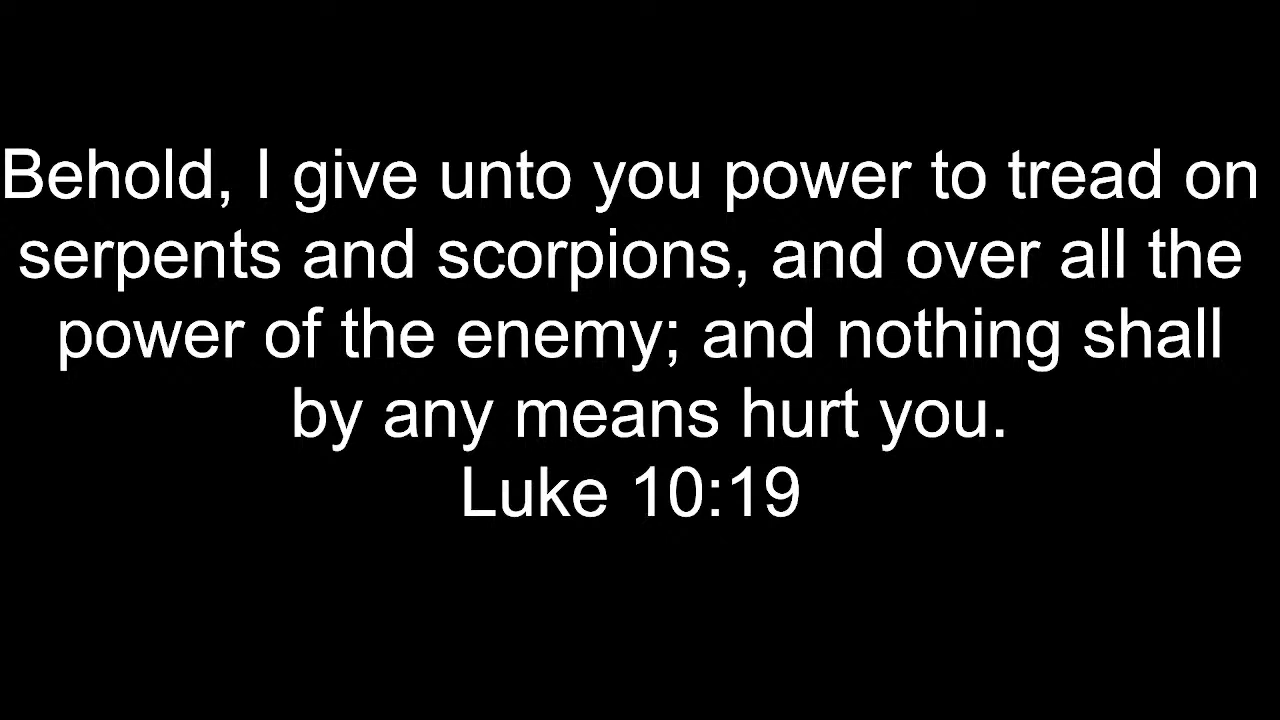 Behold, I give unto you power to tread on
serpents and scorpions, and over all the
power of the enemy; and nothing shall
by any means hurt you.
Luke 10:19